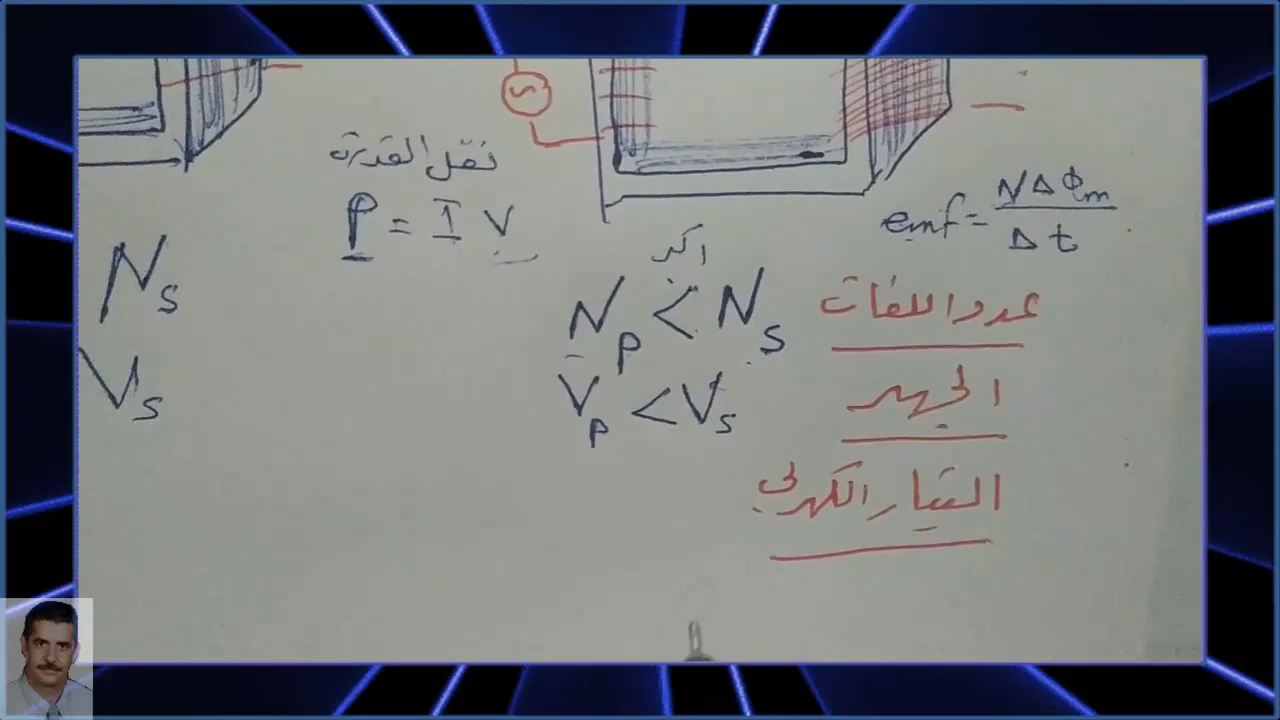 نقل القدرة
P = I V
emf = NΔΦm / Δt
اكبر
عدد اللفات
Np < Ns
Ns
الجهد
Vp < Vs
Vs
التيار الكهربي